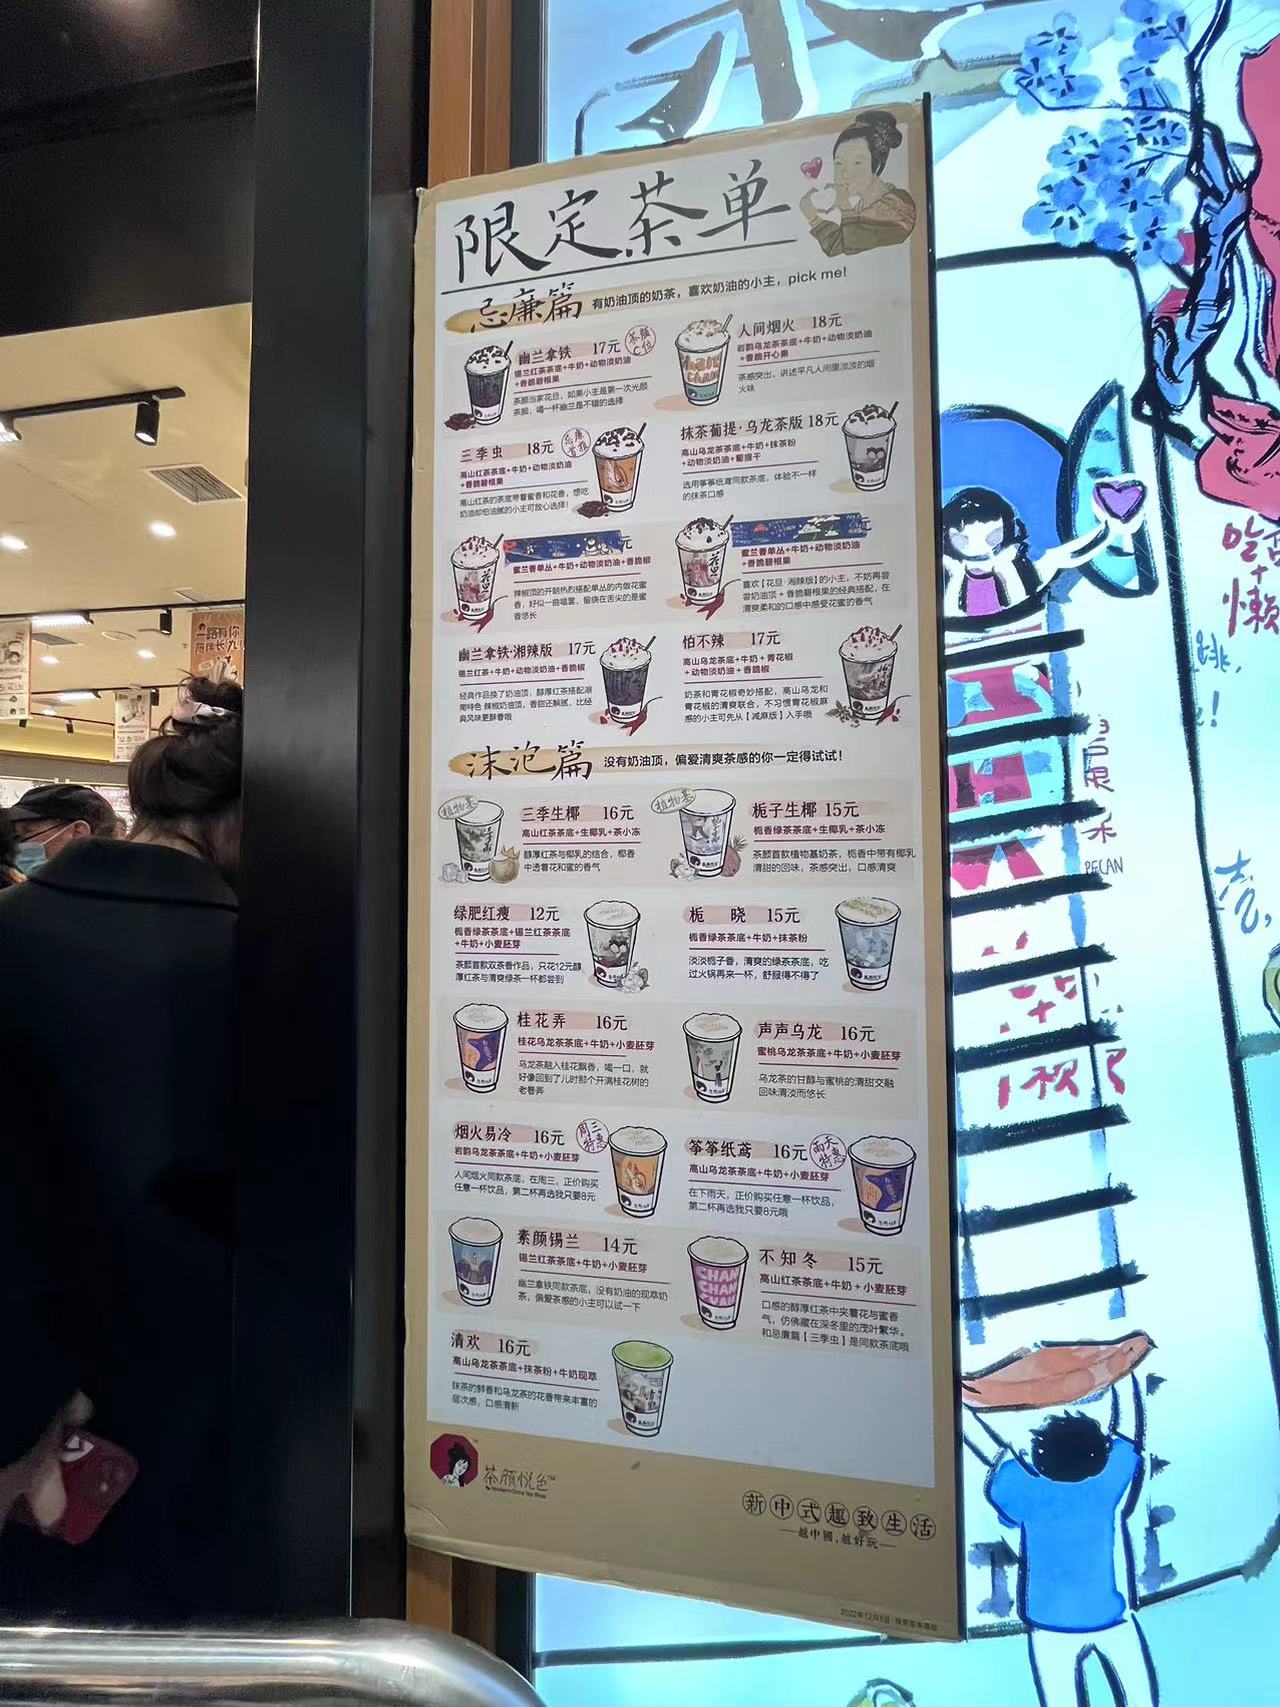 限定茶单
忌廉篇 有奶油顶的奶茶，喜欢奶油的小主，pick me!
幽兰拿铁 17元
茶颜C位
锡兰红茶茶底+牛奶+动物淡奶油
+香脆碧根果
茶颜当家花旦，如果小主是第一次光顾
茶颜，喝一杯幽兰是不错的选择
人间烟火 18元
岩韵乌龙茶茶底+牛奶+动物淡奶油
+香脆开心果
茶感突出，讲述平凡人间里淡淡的烟
火味
三季虫 18元
忌廉首推
高山红茶茶底+牛奶+动物淡奶油
+香脆碧根果
高山红茶的茶底带着蜜香和花香，想吃
奶油却怕油腻的小主可放心选择！
抹茶葡提·乌龙茶版 18元
高山乌龙茶茶底+牛奶+抹茶粉
+动物淡奶油+葡提干
选用筝筝纸鸢同款茶底，体验不一样
的抹茶口感
元
蜜兰香单丛+牛奶+动物淡奶油+香脆椒
辣椒顶的开朗热烈搭配单丛的内敛花蜜
香，好似一曲唱罢，留绕在舌尖的是蜜
香悠长
元
蜜兰香单丛+牛奶+动物淡奶油
+香脆碧根果
喜欢【花旦·湘辣版】的小主，不妨再尝
尝奶油顶+香脆碧根果的经典搭配，在
清爽柔和的口感中感受花蜜的香气
幽兰拿铁·湘辣版 17元
锡兰红茶+牛奶+动物淡奶油+香脆椒
经典作品换了奶油顶，醇厚红茶搭配湖
南特色 辣椒奶油顶，香甜还解腻，比经
典风味更酥香哦
怕不辣 17元
高山乌龙茶底+牛奶+青花椒
+动物淡奶油+香脆椒
奶茶和青花椒奇妙搭配，高山乌龙和
青花椒的清爽联合，不习惯青花椒麻
感的小主可先从【减麻版】入手哦
沫泡篇 没有奶油顶，偏爱清爽茶感的你一定得试试！
植物基
三季生椰 16元
高山红茶茶底+生椰乳+茶小冻
醇厚红茶与椰乳的结合，椰香
中透着花和蜜的香气
植物基
栀子生椰 15元
栀香绿茶茶底+生椰乳+茶小冻
茶颜首款植物基奶茶，栀香中带有椰乳
清甜的回味，茶感突出，口感清爽
绿肥红瘦 12元
栀香绿茶茶底+锡兰红茶茶底
+牛奶+小麦胚芽
茶颜首款双茶香作品，只花12元醇
厚红茶与清爽绿茶一杯都尝到
栀晓 15元
栀香绿茶茶底+牛奶+抹茶粉
淡淡栀子香，清爽的绿茶茶底，吃
过火锅再来一杯，舒服得不得了
桂花弄 16元
桂花乌龙茶茶底+牛奶+小麦胚芽
乌龙茶融入桂花飘香，喝一口，就
好像回到了儿时那个开满桂花树的
老巷弄
声声乌龙 16元
蜜桃乌龙茶茶底+牛奶+小麦胚芽
乌龙茶的甘醇与蜜桃的清甜交融
回味清淡而悠长
烟火易冷 16元
周三特惠
岩韵乌龙茶茶底+牛奶+小麦胚芽
人间烟火同款茶底，在周三，正价购买
任意一杯饮品，第二杯再选我只要8元
筝筝纸鸢 16元
雨天特惠
高山乌龙茶茶底+牛奶+小麦胚芽
在下雨天，正价购买任意一杯饮品，
第二杯再选我只要8元哦
素颜锡兰 14元
锡兰红茶茶底+牛奶+小麦胚芽
幽兰拿铁同款茶底，没有奶油的现萃奶
茶，偏爱茶感的小主可以试一下
不知冬 15元
高山红茶茶底+牛奶+小麦胚芽
口感的醇厚红茶中夹着花与蜜香
气，仿佛藏在深冬里的茂叶繁华。
和忌廉篇【三季虫】是同款茶底哦
清欢 16元
高山乌龙茶茶底+抹茶粉+牛奶现萃
抹茶的鲜香和乌龙茶的花香带来丰富的
层次感，口感清新
茶颜悦色
Modern China Tea Shop
新中式趣致生活
—越中國,越好玩—
一路有你
陪伴长九
PECAN